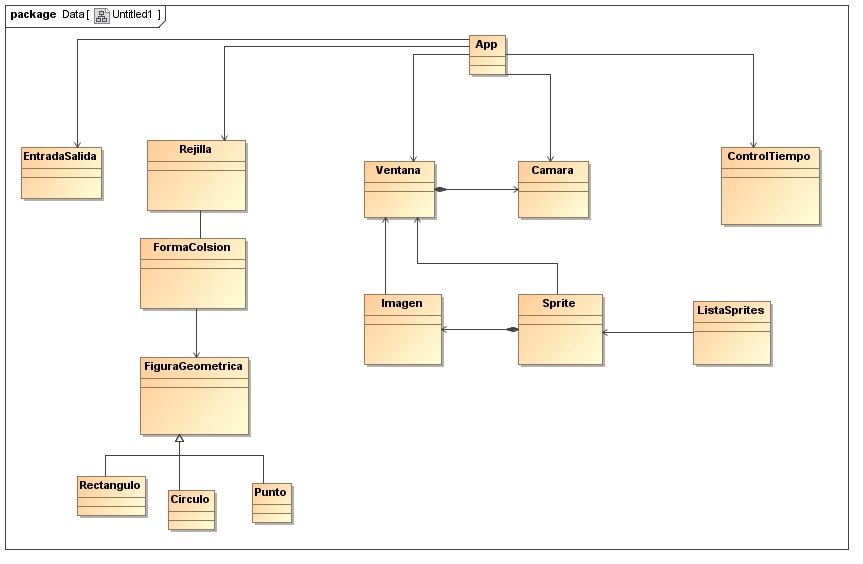 package Data [ Untitled1 ]
App
EntradaSalida
Rejilla
Ventana
Camara
ControlTiempo
FormaColsion
Imagen
Sprite
ListaSprites
FiguraGeometrica
Rectangulo
Circulo
Punto